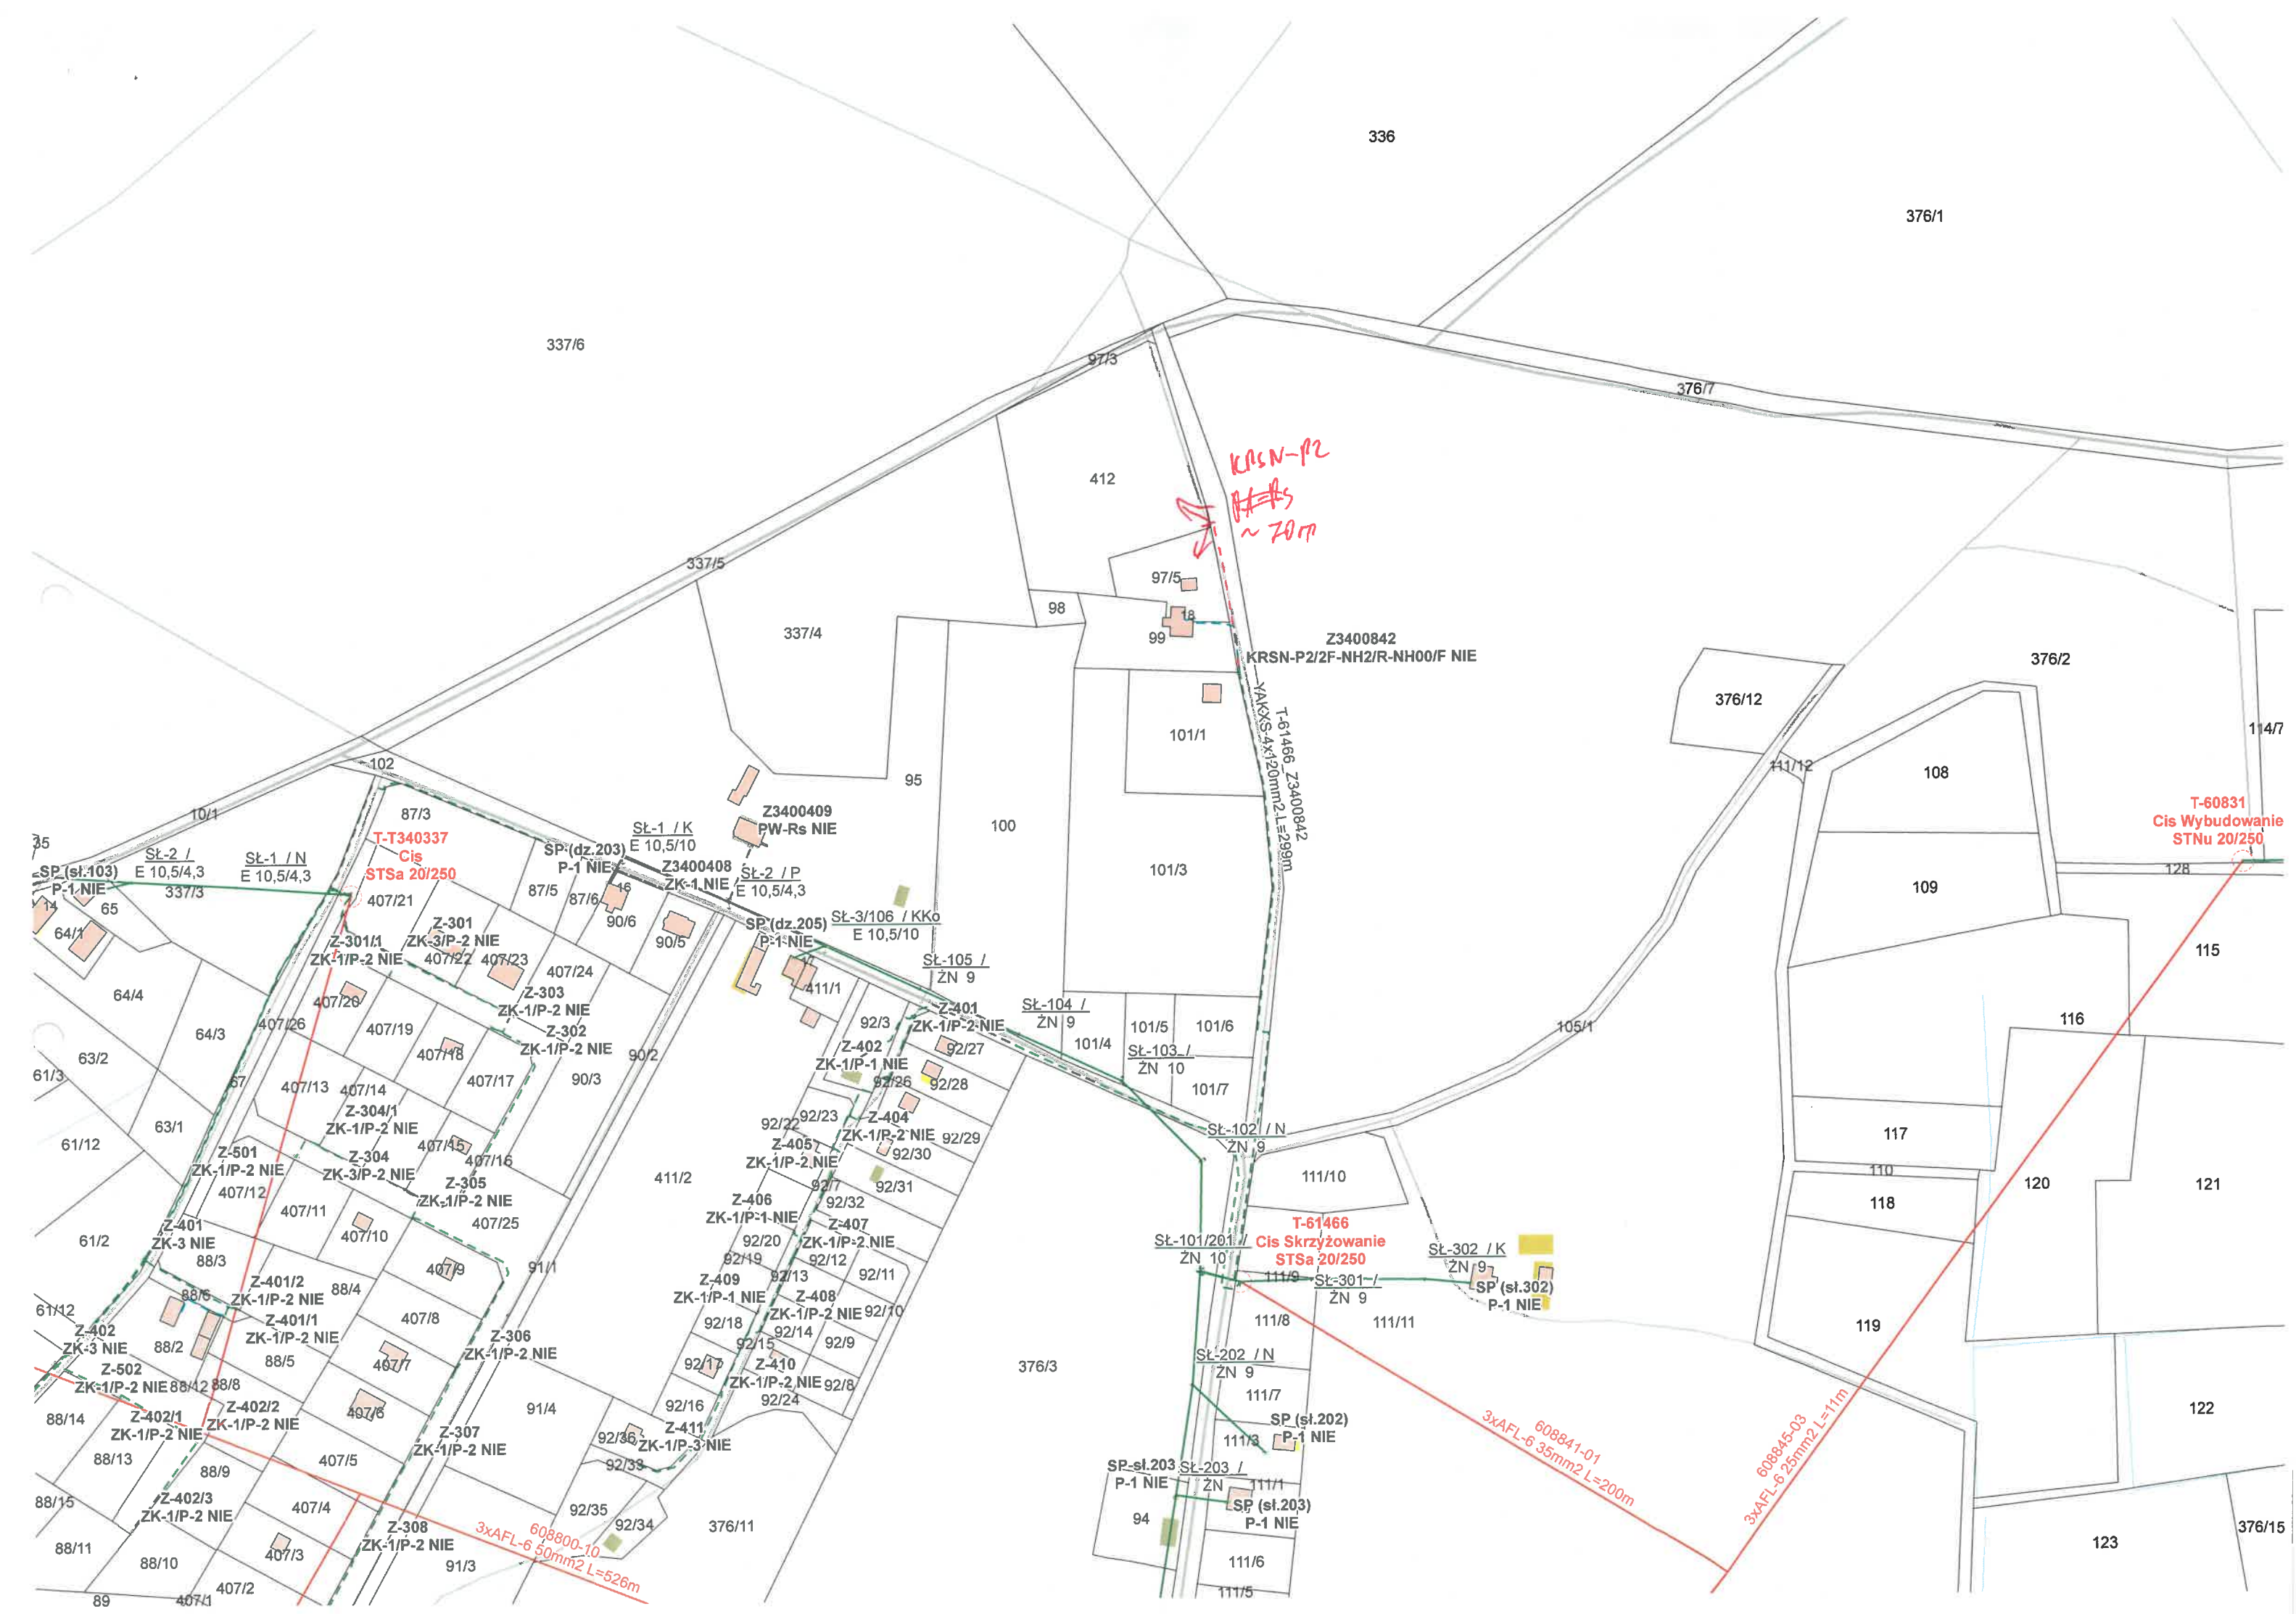 336
376/1
337/6
97/3
376/7
KRSN-P2
~ 70m
412
337/5
97/5
18
98
99
337/4
Z3400842
KRSN-P2/2F-NH2/R-NH00/F NIE
376/2
376/12
114/7
101/1
T-61466_Z3400842
YAKXS 4x120mm2 L=299m
102
95
111/12
108
10/1
87/3
T-T340337
Cis
STSa 20/250
Z3400409
PW-Rs NIE
100
T-60831
Cis Wybudowanie
STNu 20/250
35
SŁ-2 /
E 10,5/4,3
SŁ-1 / N
E 10,5/4,3
SŁ-1 / K
E 10,5/10
SP (dz.203)
P-1 NIE
Z3400408
ZK-1 NIE
SŁ-2 / P
E 10,5/4,3
101/3
128
SP (sł.103)
P-1 NIE
337/3
14
65
64/1
407/21
87/5
87/6
16
90/6
90/5
109
Z-301
ZK-3/P-2 NIE
Z-301/1
ZK-1/P-2 NIE
407/22
407/23
407/24
SP (dz.205)
P-1 NIE
SŁ-3/106 / KKo
E 10,5/10
115
17
411/1
SŁ-105 /
ŻN 9
64/4
407/20
Z-303
ZK-1/P-2 NIE
64/3
407/26
407/19
407/18
Z-302
ZK-1/P-2 NIE
92/3
Z-401
ZK-1/P-2 NIE
SŁ-104 /
ŻN 9
101/4
101/5
101/6
105/1
116
63/2
61/3
90/2
90/3
Z-402
ZK-1/P-1 NIE
92/27
92/26
92/28
SŁ-103 /
ŻN 10
101/7
67
407/13
407/14
407/17
63/1
61/12
Z-304/1
ZK-1/P-2 NIE
407/15
407/16
92/22
92/23
Z-404
ZK-1/P-2 NIE
92/29
92/30
SŁ-102 / N
ŻN 9
117
110
Z-501
ZK-1/P-2 NIE
407/12
Z-304
ZK-3/P-2 NIE
Z-305
ZK-1/P-2 NIE
Z-405
ZK-1/P-2 NIE
92/31
111/10
411/2
92/7
92/32
118
120
121
407/11
407/25
Z-406
ZK-1/P-1 NIE
Z-407
ZK-1/P-2 NIE
T-61466
Cis Skrzyżowanie
STSa 20/250
61/2
Z-401
ZK-3 NIE
407/10
92/20
92/19
92/12
SŁ-101/201 /
ŻN 10
SŁ-302 / K
ŻN 9
88/3
407/9
91/1
92/13
92/11
111/9
SŁ-301 /
ŻN 9
SP (sł.302)
P-1 NIE
88/6
Z-401/2
ZK-1/P-2 NIE
88/4
Z-409
ZK-1/P-1 NIE
Z-408
ZK-1/P-2 NIE
92/10
61/12
Z-402
ZK-3 NIE
Z-401/1
ZK-1/P-2 NIE
407/8
92/18
92/14
111/8
111/11
119
88/2
88/5
Z-306
ZK-1/P-2 NIE
92/15
92/9
SŁ-202 / N
ŻN 9
Z-502
ZK-1/P-2 NIE
88/12
88/8
407/7
92/17
Z-410
ZK-1/P-2 NIE
92/8
92/24
376/3
111/7
88/14
Z-402/1
ZK-1/P-2 NIE
Z-402/2
ZK-1/P-2 NIE
407/6
91/4
92/16
Z-411
ZK-1/P-3 NIE
SP (sł.202)
P-1 NIE
122
88/13
Z-307
ZK-1/P-2 NIE
92/36
92/33
111/3
608841-01
3xAFL-6 35mm2 L=200m
608845-03
3xAFL-6 25mm2 L=11m
88/9
407/5
SP-sł.203
P-1 NIE
SŁ-203 /
ŻN
111/1
88/15
Z-402/3
ZK-1/P-2 NIE
407/4
92/35
92/34
94
SP (sł.203)
P-1 NIE
376/11
376/15
88/11
88/10
407/3
Z-308
ZK-1/P-2 NIE
608800-10
3xAFL-6 50mm2 L=526m
123
91/3
111/6
89
407/1
407/2
111/5